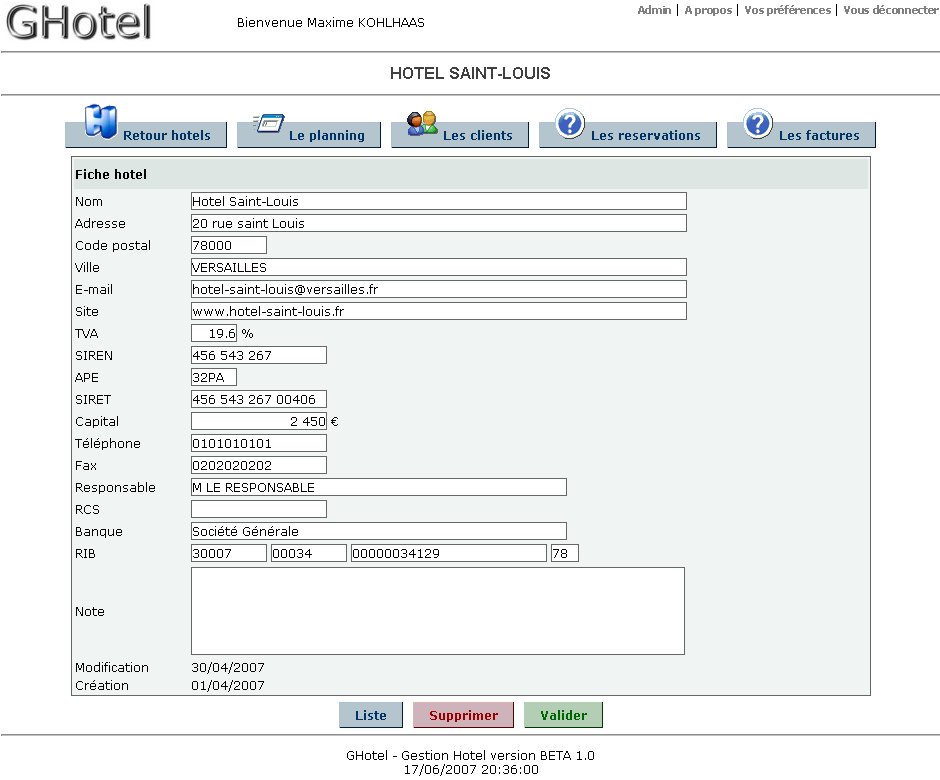 GHotel
Bienvenue Maxime KOHLHAAS
Admin | A propos | Vos préférences | Vous déconnecter
HOTEL SAINT-LOUIS
Retour hotels Le planning Les clients Les reservations Les factures
Fiche hotel
Nom Hotel Saint-Louis
Adresse 20 rue saint Louis
Code postal 78000
Ville VERSAILLES
E-mail hotel-saint-louis@versailles.fr
Site www.hotel-saint-louis.fr
TVA 19.6 %
SIREN 456 543 267
APE 32PA
SIRET 456 543 267 00406
Capital 2 450 €
Téléphone 0101010101
Fax 0202020202
Responsable M LE RESPONSABLE
RCS
Banque Société Générale
RIB 30007 00034 00000034129 78
Note
Modification 30/04/2007
Création 01/04/2007
Liste Supprimer Valider
GHotel - Gestion Hotel version BETA 1.0
17/06/2007 20:36:00